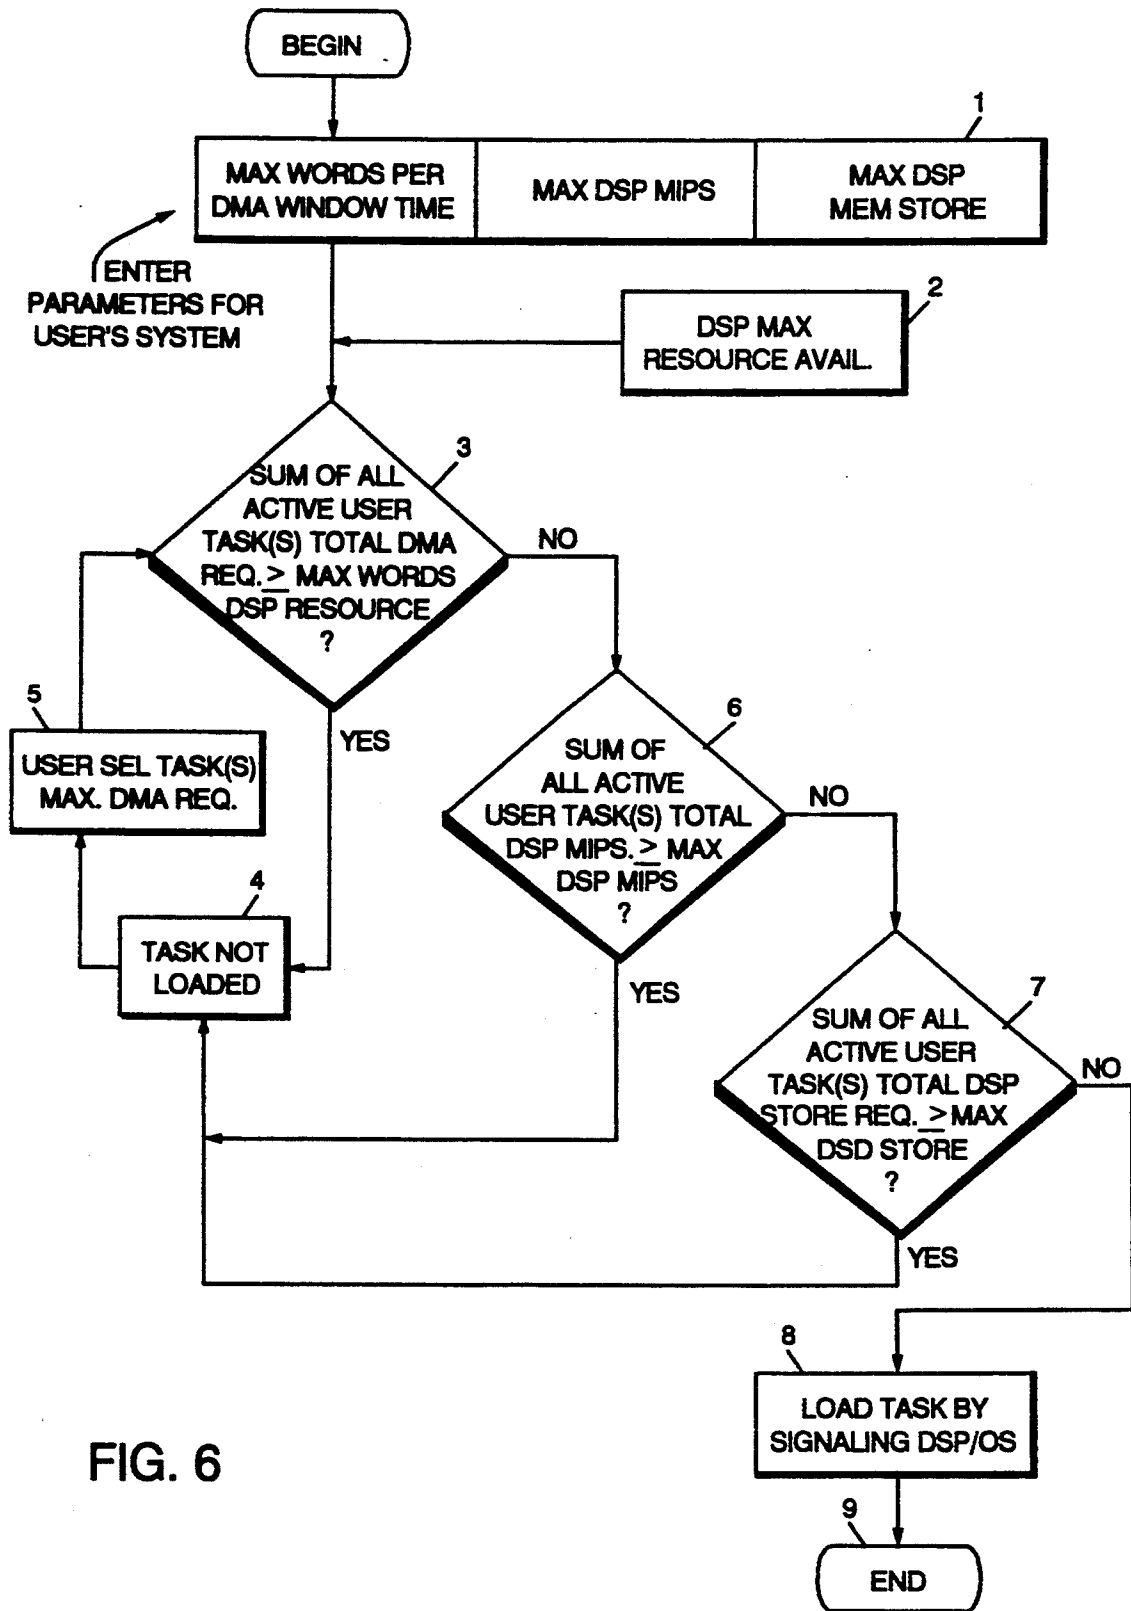 BEGIN
1
MAX WORDS PER
DMA WINDOW TIME
MAX DSP MIPS
MAX DSP
MEM STORE
ENTER
PARAMETERS FOR
USER'S SYSTEM
2
DSP MAX
RESOURCE AVAIL.
3
SUM OF ALL
ACTIVE USER
TASK(S) TOTAL DMA
REQ. ≥ MAX WORDS
DSP RESOURCE
?
NO
YES
5
USER SEL TASK(S)
MAX. DMA REQ.
4
TASK NOT
LOADED
6
SUM OF
ALL ACTIVE
USER TASK(S) TOTAL
DSP MIPS. ≥ MAX
DSP MIPS
?
NO
YES
7
SUM OF ALL
ACTIVE USER
TASK(S) TOTAL DSP
STORE REQ. ≥ MAX
DSD STORE
?
NO
YES
8
LOAD TASK BY
SIGNALING DSP/OS
9
END
FIG. 6